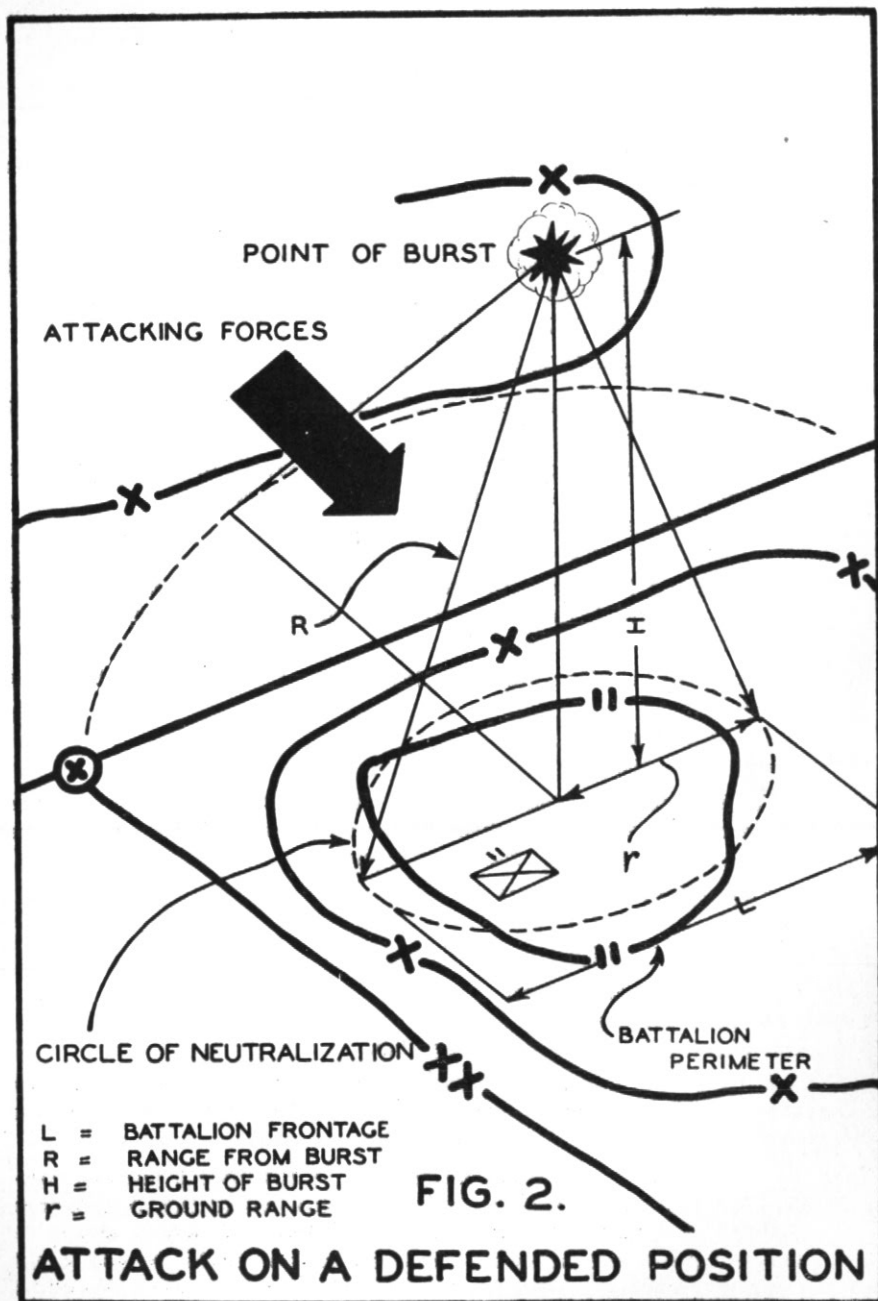 POINT OF BURST
ATTACKING FORCES
R
H
r
L
CIRCLE OF NEUTRALIZATION
BATTALION
PERIMETER
L = BATTALION FRONTAGE
R = RANGE FROM BURST
H = HEIGHT OF BURST
r = GROUND RANGE
FIG. 2.
ATTACK ON A DEFENDED POSITION